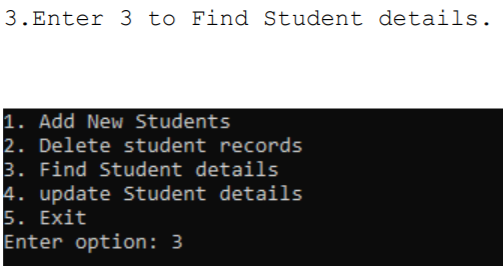 3.Enter 3 to Find Student details.
1. Add New Students
2. Delete student records
3. Find Student details
4. update Student details
5. Exit
Enter option: 3